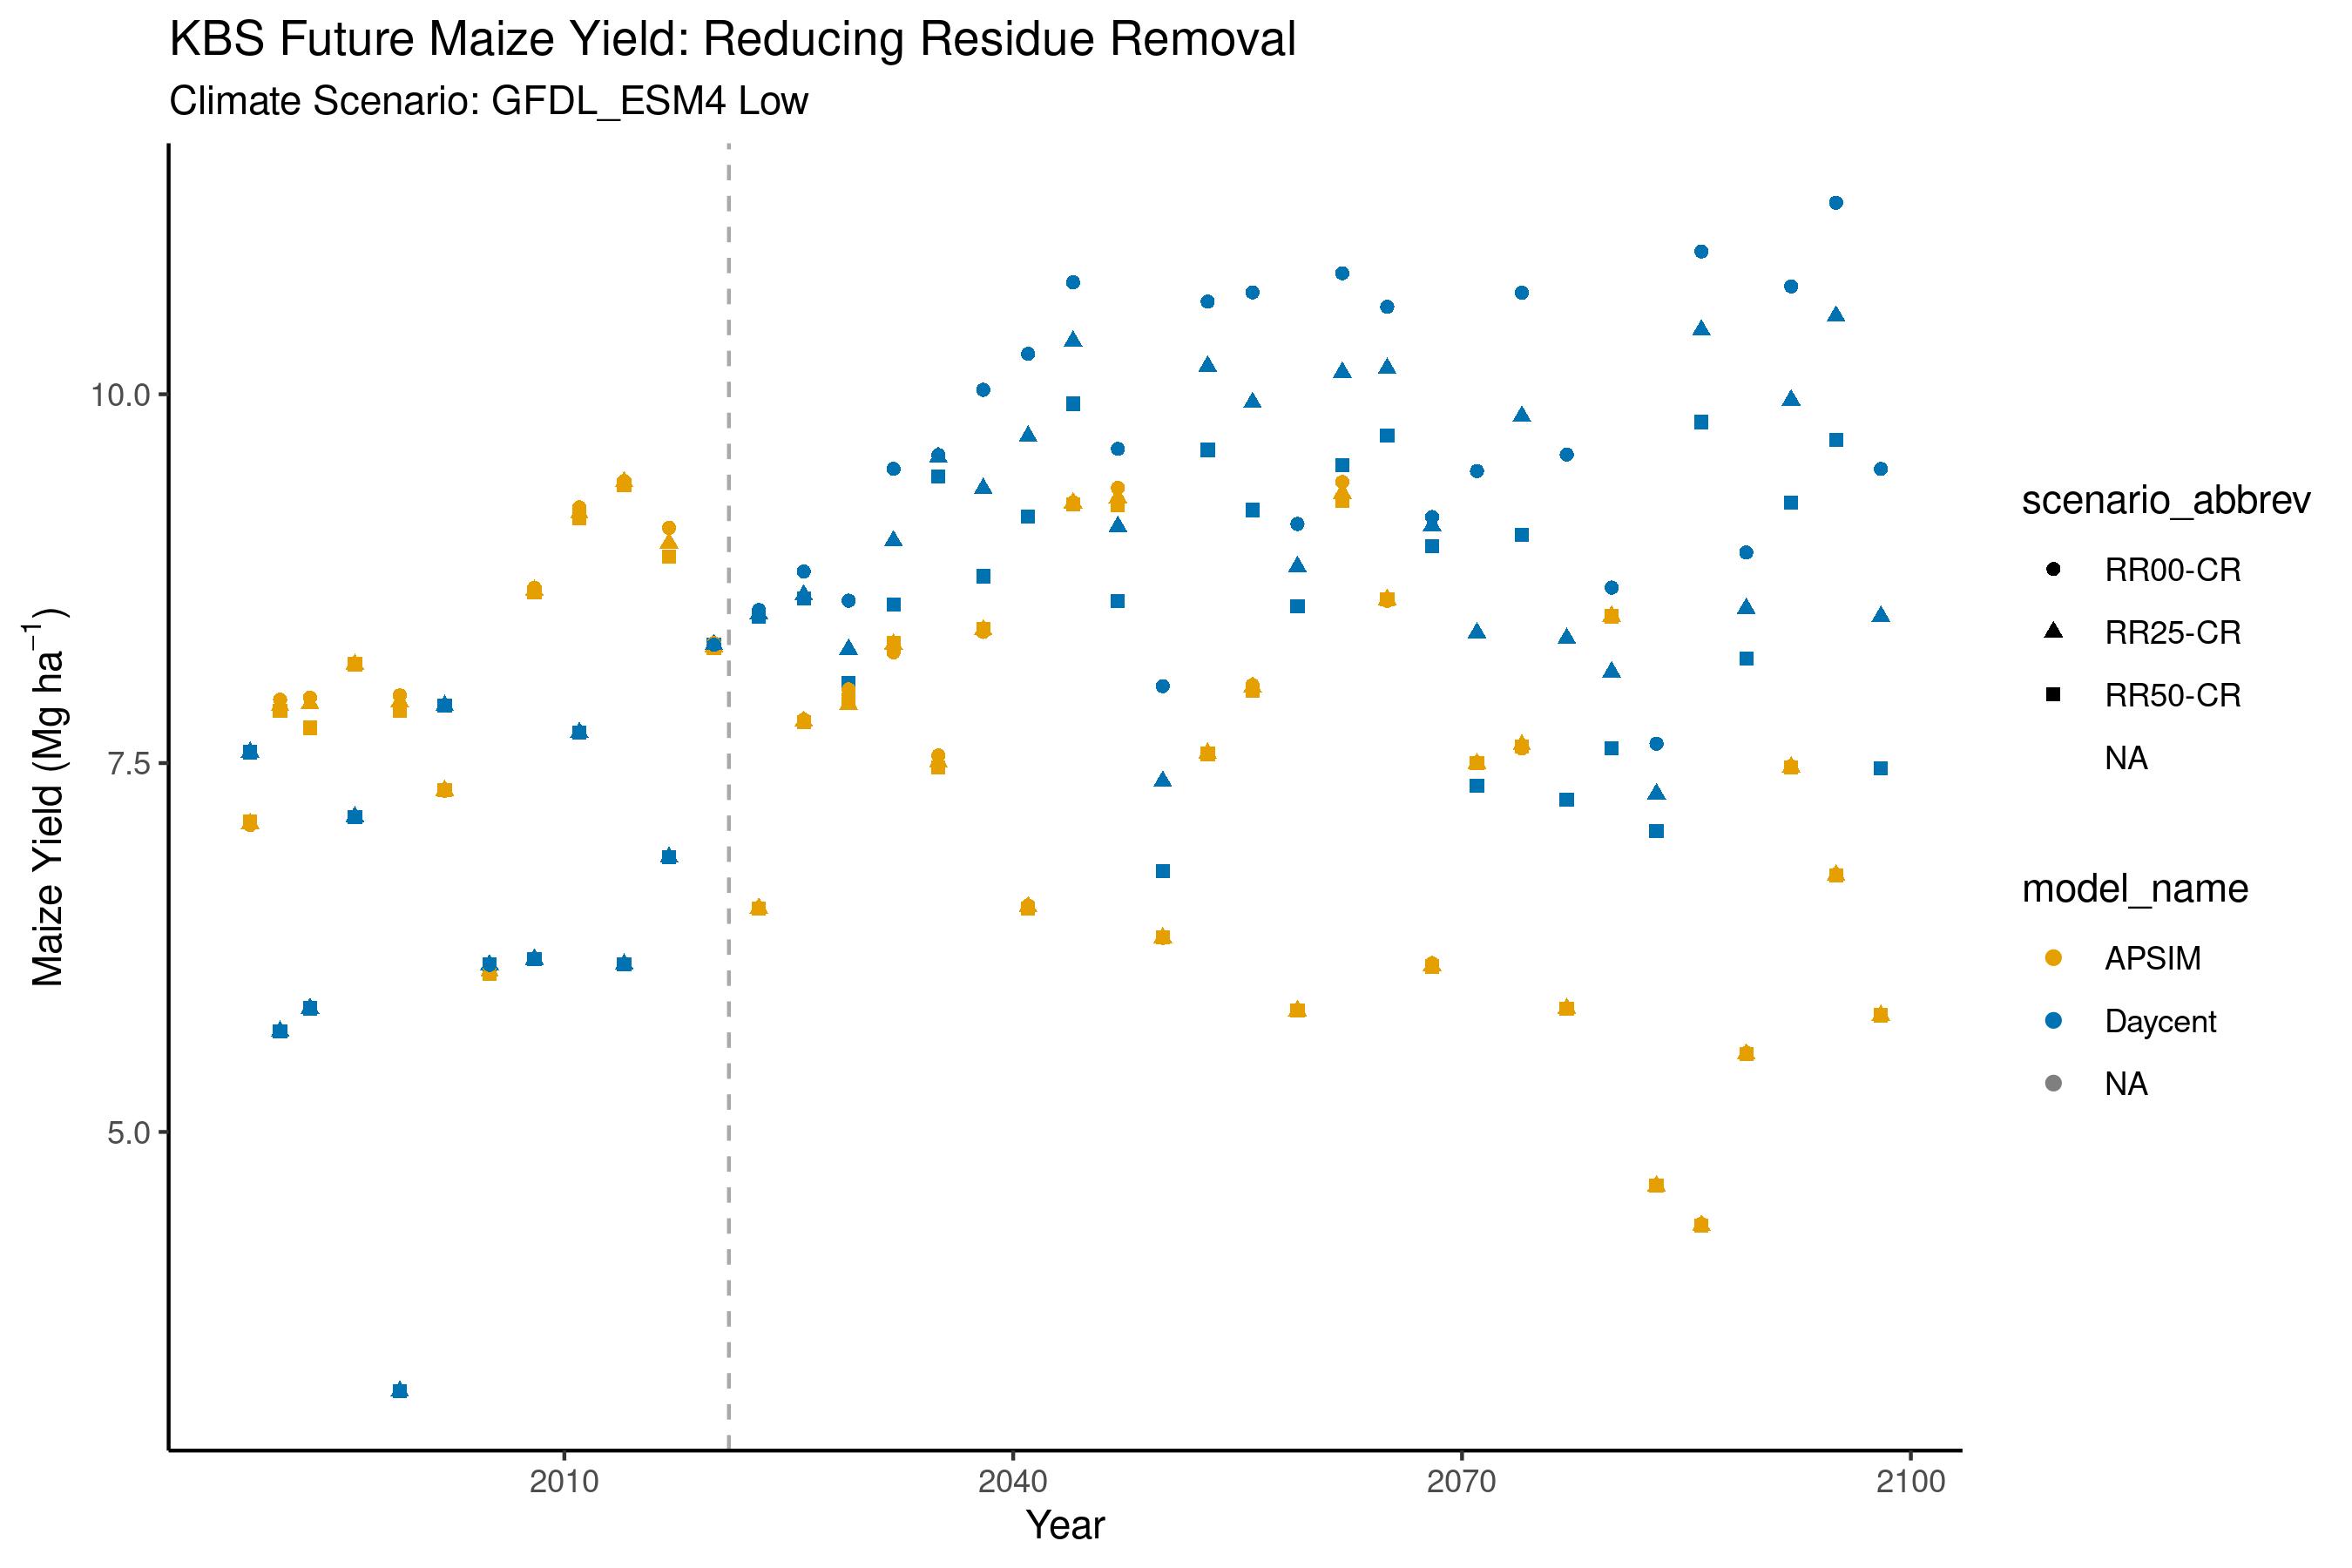 KBS Future Maize Yield: Reducing Residue Removal
Climate Scenario: GFDL_ESM4 Low
Maize Yield (Mg ha⁻¹)
10.0
7.5
5.0
2010
2040
2070
2100
Year
scenario_abbrev
RR00-CR
RR25-CR
RR50-CR
NA
model_name
APSIM
Daycent
NA